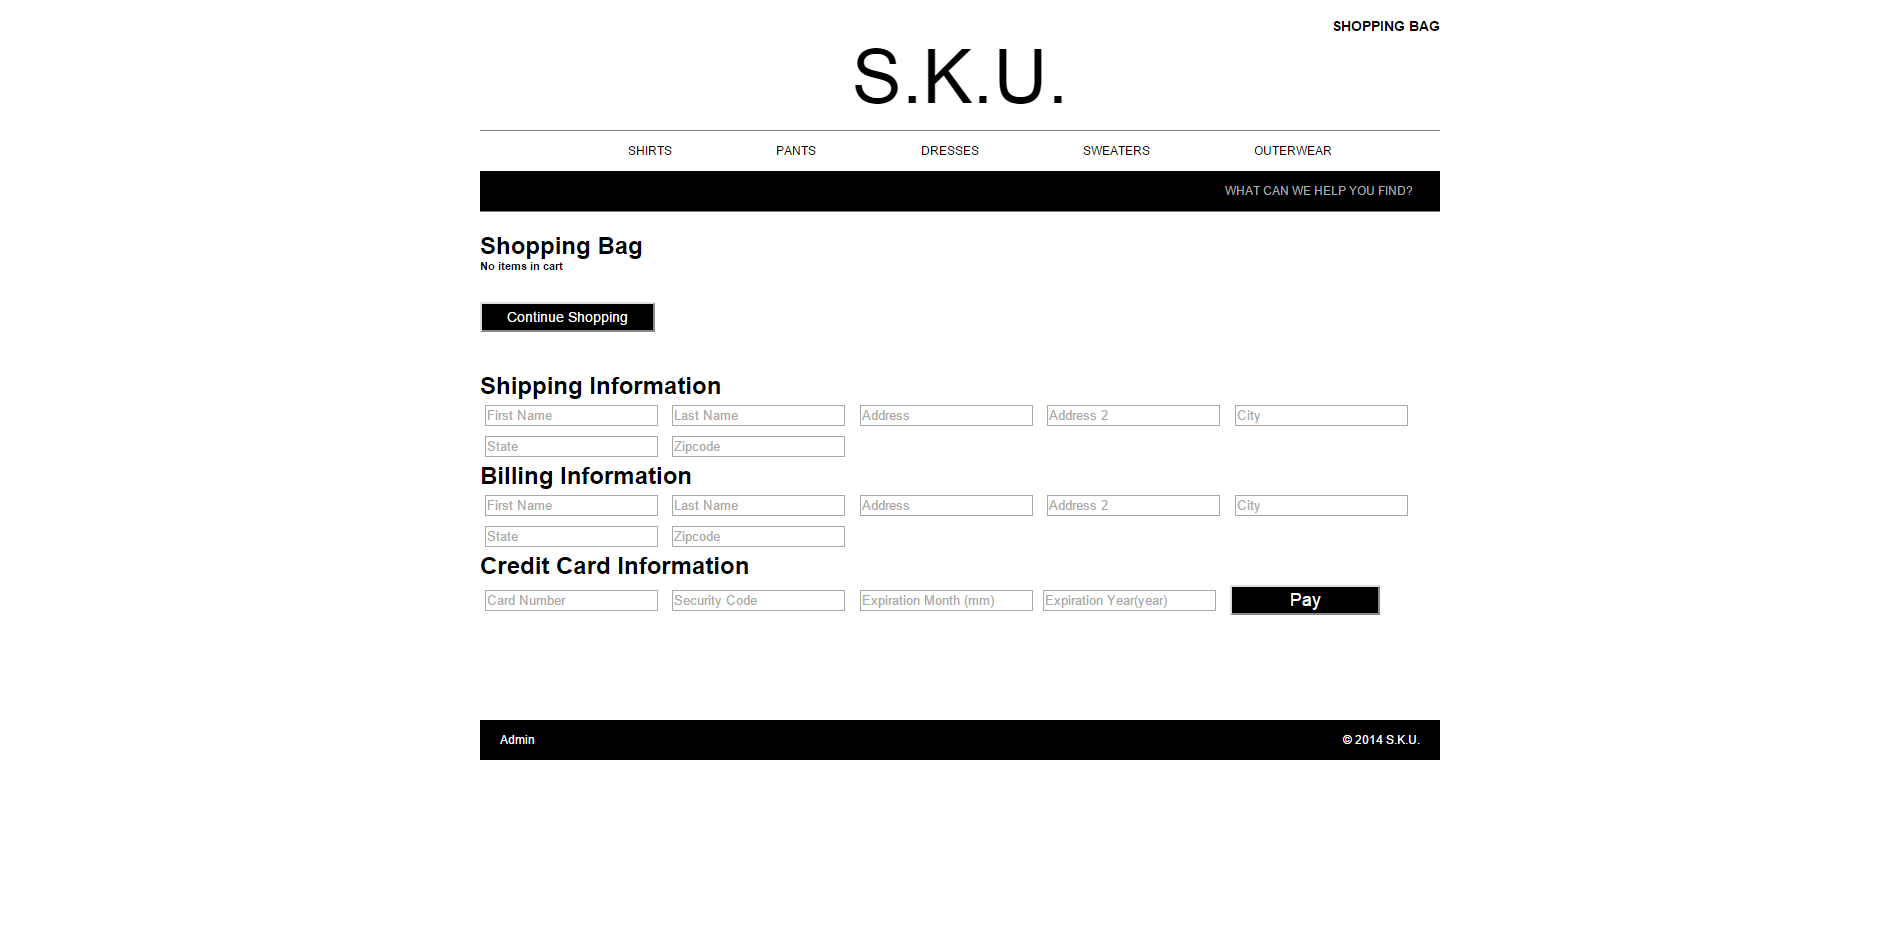 SHOPPING BAG
S.K.U.
SHIRTS PANTS DRESSES SWEATERS OUTERWEAR
WHAT CAN WE HELP YOU FIND?
Shopping Bag
No items in cart
Continue Shopping
Shipping Information
First Name Last Name Address Address 2 City
State Zipcode
Billing Information
First Name Last Name Address Address 2 City
State Zipcode
Credit Card Information
Card Number Security Code Expiration Month (mm) Expiration Year(year) Pay
Admin © 2014 S.K.U.